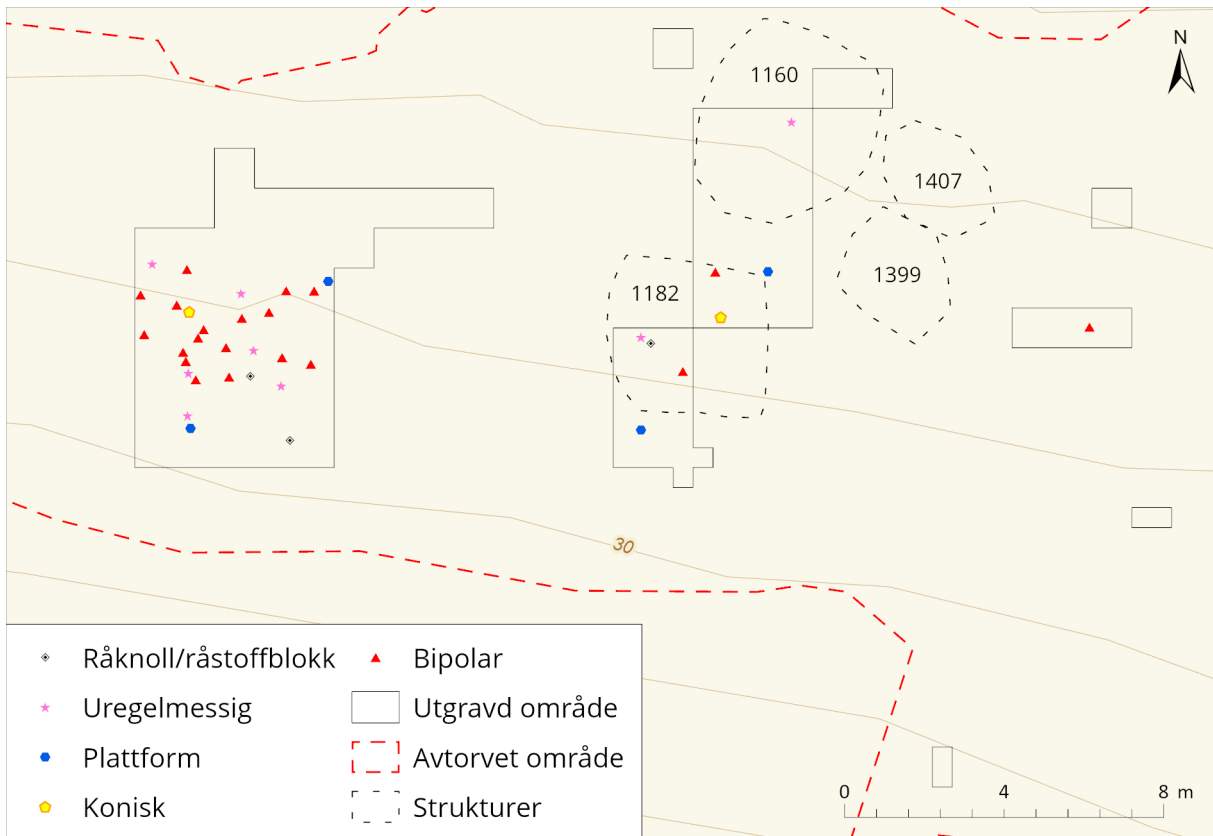 N
1160
1407
1399
1182
30
Råknoll/råstoffblokk
Bipolar
Uregelmessig
Utgravd område
Plattform
Avtorvet område
Konisk
Strukturer
0 4 8 m